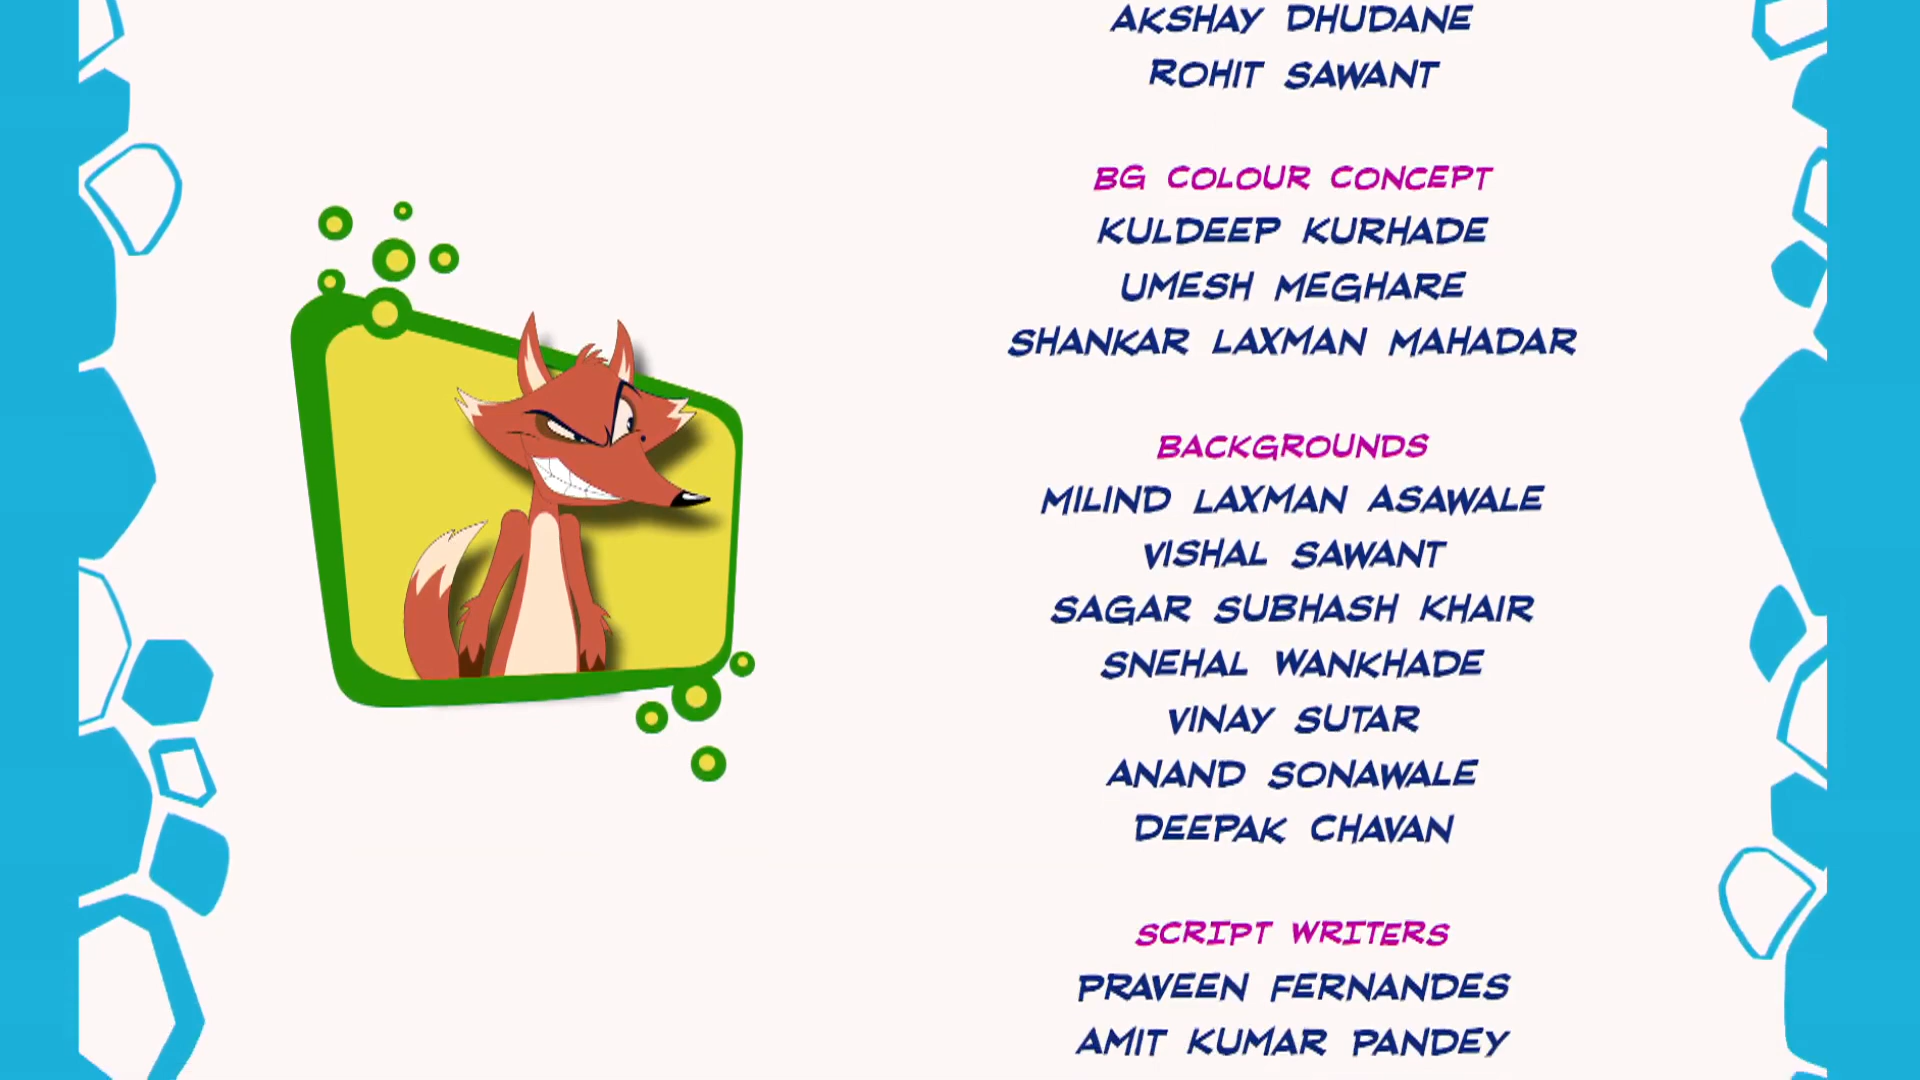 AKSHAY DHUDANE
ROHIT SAWANT
BG COLOUR CONCEPT
KULDEEP KURHADE
UMESH MEGHARE
SHANKAR LAXMAN MAHADAR
BACKGROUNDS
MILIND LAXMAN ASAWALE
VISHAL SAWANT
SAGAR SUBHASH KHAIR
SNEHAL WANKHADE
VINAY SUTAR
ANAND SONAWALE
DEEPAK CHAVAN
SCRIPT WRITERS
PRAVEEN FERNANDES
AMIT KUMAR PANDEY